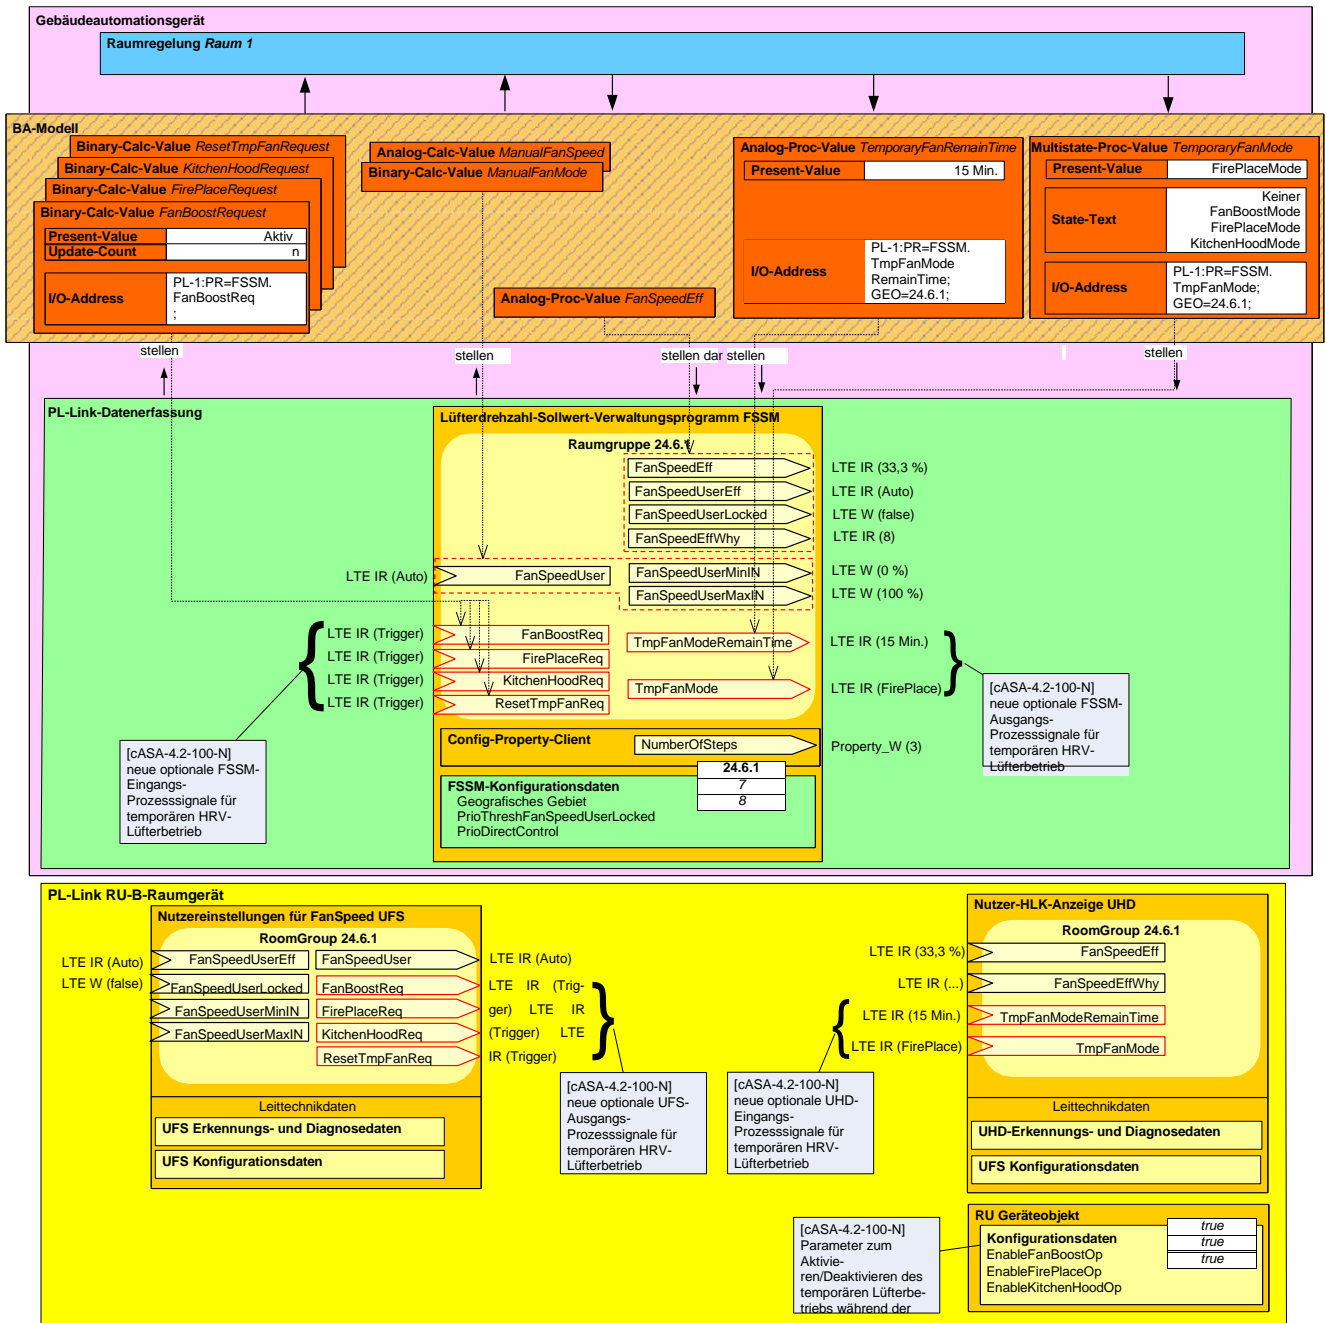 Gebäudeautomationsgerät
Raumregelung Raum 1
BA-Modell
Binary-Calc-Value ResetTmpFanRequest
Binary-Calc-Value KitchenHoodRequest
Binary-Calc-Value FirePlaceRequest
Binary-Calc-Value FanBoostRequest
Present-Value Aktiv
Update-Count n
I/O-Address
PL-1:PR=FSSM.
FanBoostReq
;
Analog-Calc-Value ManualFanSpeed
Binary-Calc-Value ManualFanMode
Analog-Proc-Value FanSpeedEff
Analog-Proc-Value TemporaryFanRemainTime
Present-Value 15 Min.
I/O-Address
PL-1:PR=FSSM.
TmpFanMode
RemainTime;
GEO=24.6.1;
Multistate-Proc-Value TemporaryFanMode
Present-Value FirePlaceMode
State-Text
Keiner
FanBoostMode
FirePlaceMode
KitchenHoodMode
I/O-Address
PL-1:PR=FSSM.
TmpFanMode;
GEO=24.6.1;
stellen
stellen
stellen dar
stellen
stellen
PL-Link-Datenerfassung
Lüfterdrehzahl-Sollwert-Verwaltungsprogramm FSSM
Raumgruppe 24.6.1
FanSpeedEff LTE IR (33,3 %)
FanSpeedUserEff LTE IR (Auto)
FanSpeedUserLocked LTE W (false)
FanSpeedEffWhy LTE IR (8)
LTE IR (Auto) FanSpeedUser
FanSpeedUserMinIN LTE W (0 %)
FanSpeedUserMaxIN LTE W (100 %)
LTE IR (Trigger) FanBoostReq
LTE IR (Trigger) FirePlaceReq
LTE IR (Trigger) KitchenHoodReq
LTE IR (Trigger) ResetTmpFanReq
TmpFanModeRemainTime LTE IR (15 Min.)
TmpFanMode LTE IR (FirePlace)
[cASA-4.2-100-N]
neue optionale FSSM-
Ausgangs-
Prozesssignale für
temporären HRV-
Lüfterbetrieb
[cASA-4.2-100-N]
neue optionale FSSM-
Eingangs-
Prozesssignale für
temporären HRV-
Lüfterbetrieb
Config-Property-Client
NumberOfSteps Property_W (3)
FSSM-Konfigurationsdaten
Geografisches Gebiet
PrioThreshFanSpeedUserLocked
PrioDirectControl
24.6.1
7
8
PL-Link RU-B-Raumgerät
Nutzereinstellungen für FanSpeed UFS
RoomGroup 24.6.1
LTE IR (Auto) FanSpeedUserEff
LTE W (false) FanSpeedUserLocked
FanSpeedUserMinIN
FanSpeedUserMaxIN
FanSpeedUser LTE IR (Auto)
FanBoostReq
FirePlaceReq
KitchenHoodReq
ResetTmpFanReq
LTE IR (Trig-
ger) LTE IR
(Trigger) LTE
IR (Trigger)
[cASA-4.2-100-N]
neue optionale UFS-
Ausgangs-
Prozesssignale für
temporären HRV-
Lüfterbetrieb
Leittechnikdaten
UFS Erkennungs- und Diagnosedaten
UFS Konfigurationsdaten
Nutzer-HLK-Anzeige UHD
RoomGroup 24.6.1
LTE IR (33,3 %) FanSpeedEff
LTE IR (...) FanSpeedEffWhy
LTE IR (15 Min.) TmpFanModeRemainTime
LTE IR (FirePlace) TmpFanMode
[cASA-4.2-100-N]
neue optionale UHD-
Eingangs-
Prozesssignale für
temporären HRV-
Lüfterbetrieb
Leittechnikdaten
UHD-Erkennungs- und Diagnosedaten
UFS Konfigurationsdaten
RU Geräteobjekt
Konfigurationsdaten
EnableFanBoostOp
EnableFirePlaceOp
EnableKitchenHoodOp
true
true
true
[cASA-4.2-100-N]
Parameter zum
Aktivie-
ren/Deaktivieren des
temporären Lüfterbe-
triebs während der